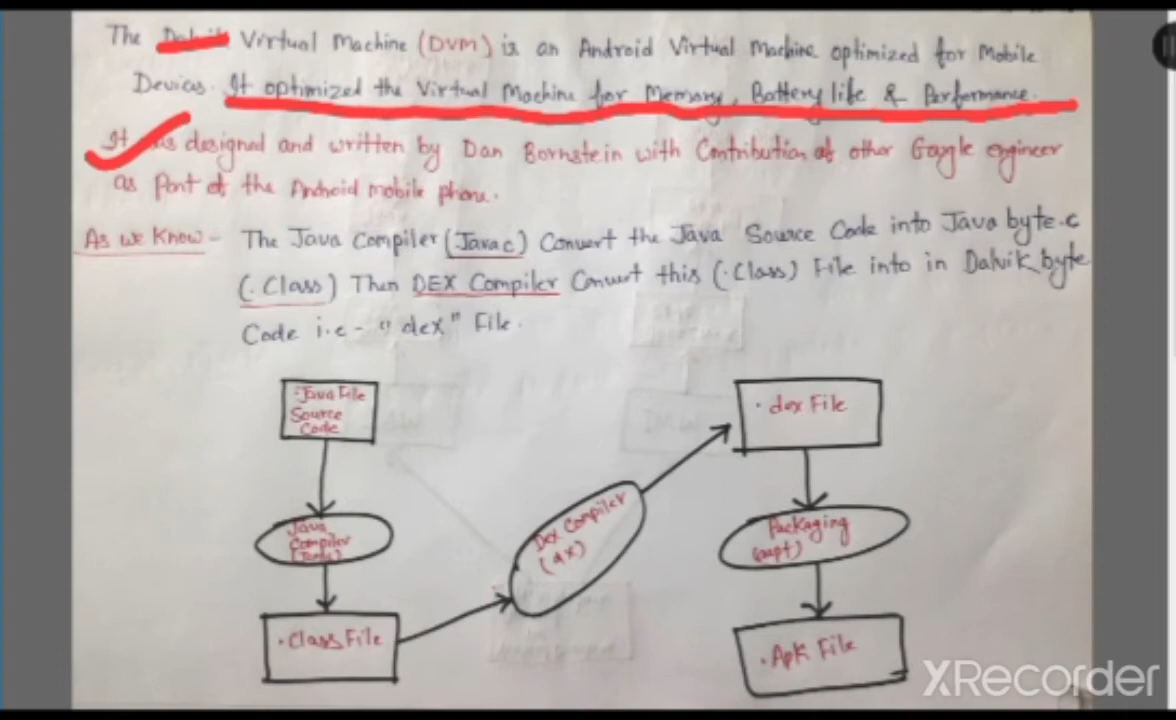 The Dalvik Virtual Machine (DVM) is an Android Virtual Machine optimized for Mobile
Devices. It optimized the Virtual Machine for Memory, Battery life & Performance.
It was designed and written by Dan Bornstein with Contribution of other Google engineer
as Part of the Android mobile phone.
As we Know - The Java Compiler (Javac) Convert the Java Source Code into Java byte-c
(.Class) Then DEX Compiler Convert this (.Class) File into in Dalvik byte
Code i.e - "dex" File.
.Java File
Source
Code
Java
Compiler
(Javac)
.Class File
Dex Compiler
(dx)
.dex File
Packaging
(aapt)
.Apk File
XRecorder